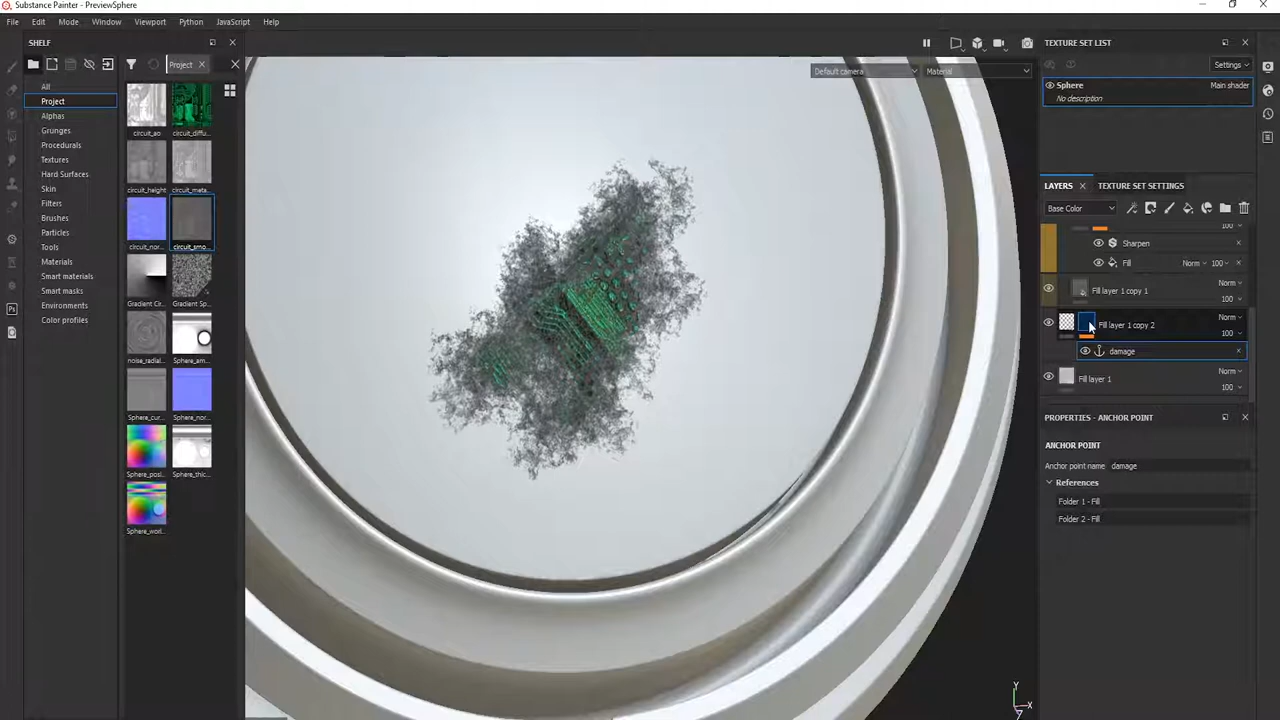 Substance Painter - PreviewSphere
File Edit Mode Window Viewport Python JavaScript Help
SHELF
Project
All
Project
Alphas
Grunges
Procedurals
Textures
Hard Surfaces
Skin
Filters
Brushes
Particles
Tools
Materials
Smart materials
Smart masks
Environments
Color profiles
circuit_ao circuit_diffu...
circuit_height circuit_meta...
circuit_nor... circuit_smo...
Gradient Cir... Gradient Sp...
noise_radial... Sphere_am...
Sphere_cur... Sphere_nor...
Sphere_posi... Sphere_thic...
Sphere_worl...
Default camera Material
Y
X
Z
TEXTURE SET LIST
Settings
Sphere Main shader
No description
LAYERS TEXTURE SET SETTINGS
Base Color
100
Sharpen
Fill Norm 100
Fill layer 1 copy 1 Norm
100
Fill layer 1 copy 2 Norm
100
damage
Fill layer 1 Norm
100
PROPERTIES - ANCHOR POINT
ANCHOR POINT
Anchor point name damage
References
Folder 1 - Fill
Folder 2 - Fill
Ps